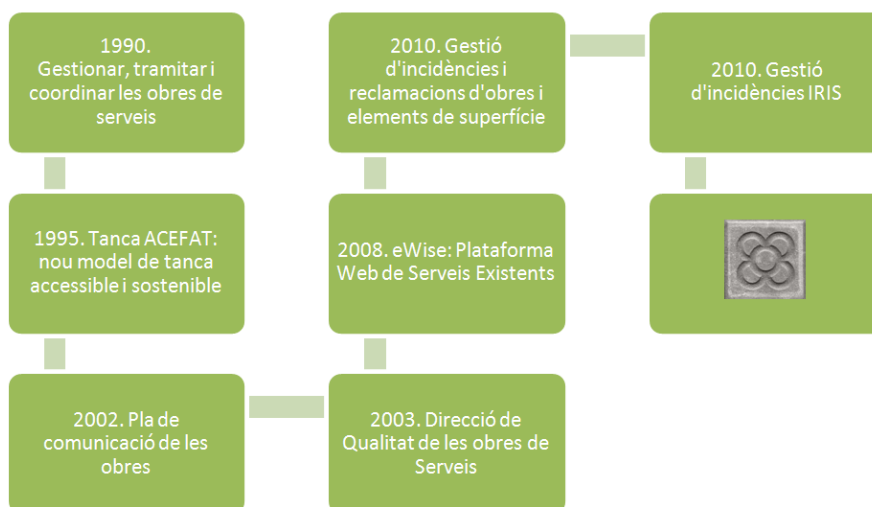 1990.
Gestionar, tramitar i
coordinar les obres de
serveis
1995. Tanca ACEFAT:
nou model de tanca
accessible i sostenible
2002. Pla de
comunicació de les
obres
2003. Direcció de
Qualitat de les obres de
Serveis
2008. eWise: Plataforma
Web de Serveis Existents
2010. Gestió
d'incidències i
reclamacions d'obres i
elements de superfície
2010. Gestió
d'incidències IRIS